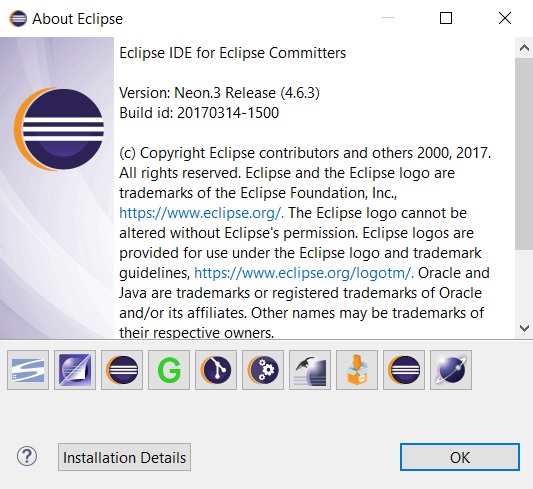 About Eclipse
Eclipse IDE for Eclipse Committers
Version: Neon.3 Release (4.6.3)
Build id: 20170314-1500
(c) Copyright Eclipse contributors and others 2000, 2017.
All rights reserved. Eclipse and the Eclipse logo are
trademarks of the Eclipse Foundation, Inc.,
https://www.eclipse.org/. The Eclipse logo cannot be
altered without Eclipse's permission. Eclipse logos are
provided for use under the Eclipse logo and trademark
guidelines, https://www.eclipse.org/logotm/. Oracle and
Java are trademarks or registered trademarks of Oracle
and/or its affiliates. Other names may be trademarks of
their respective owners.
G
? Installation Details OK